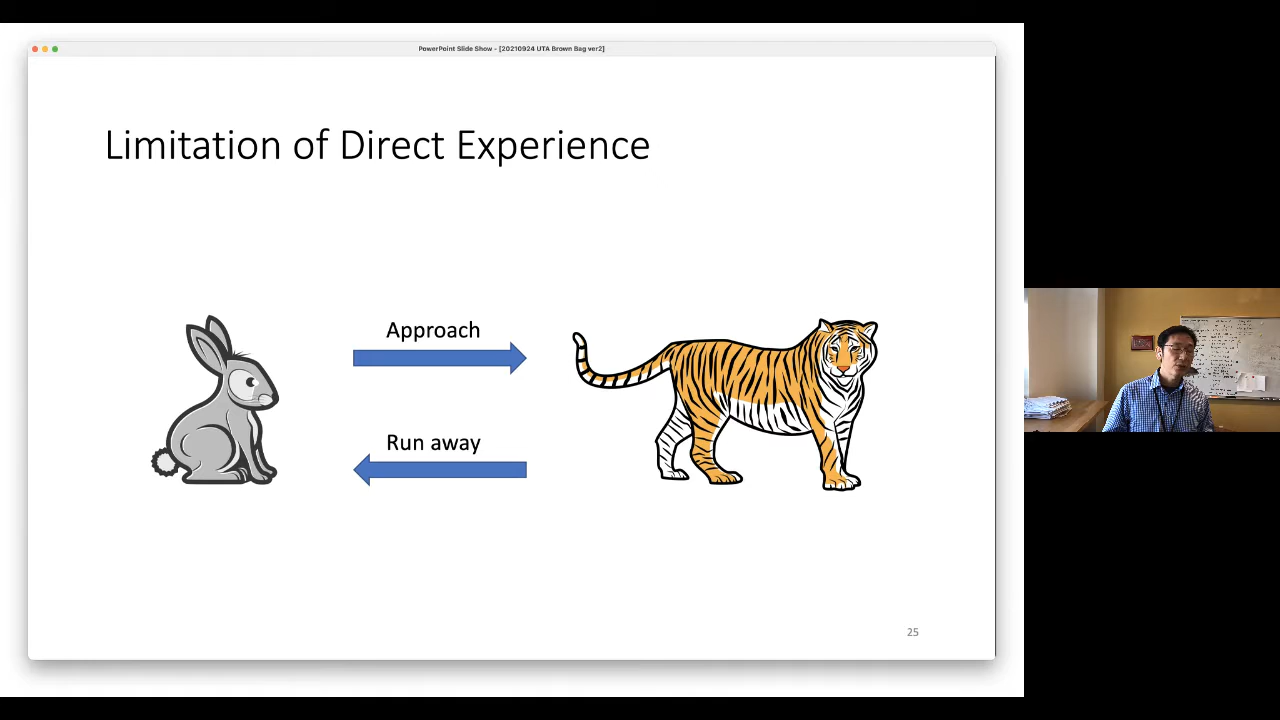 PowerPoint Slide Show - [20210924 UTA Brown Bag ver2]
Limitation of Direct Experience
Approach
Run away
25